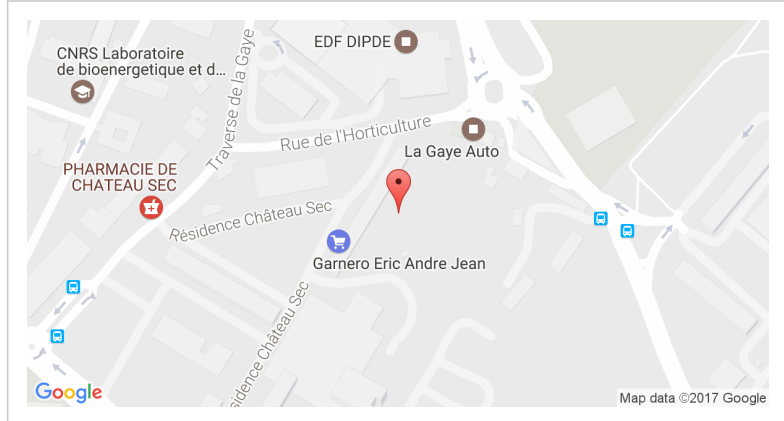 CNRS Laboratoire
de bioenergetique et d...
EDF DIPDE
Traverse de la Gaye
Rue de l'Horticulture
La Gaye Auto
PHARMACIE DE
CHATEAU SEC
Résidence Château Sec
Garnero Eric Andre Jean
sidence Château Sec
Google
Map data ©2017 Google